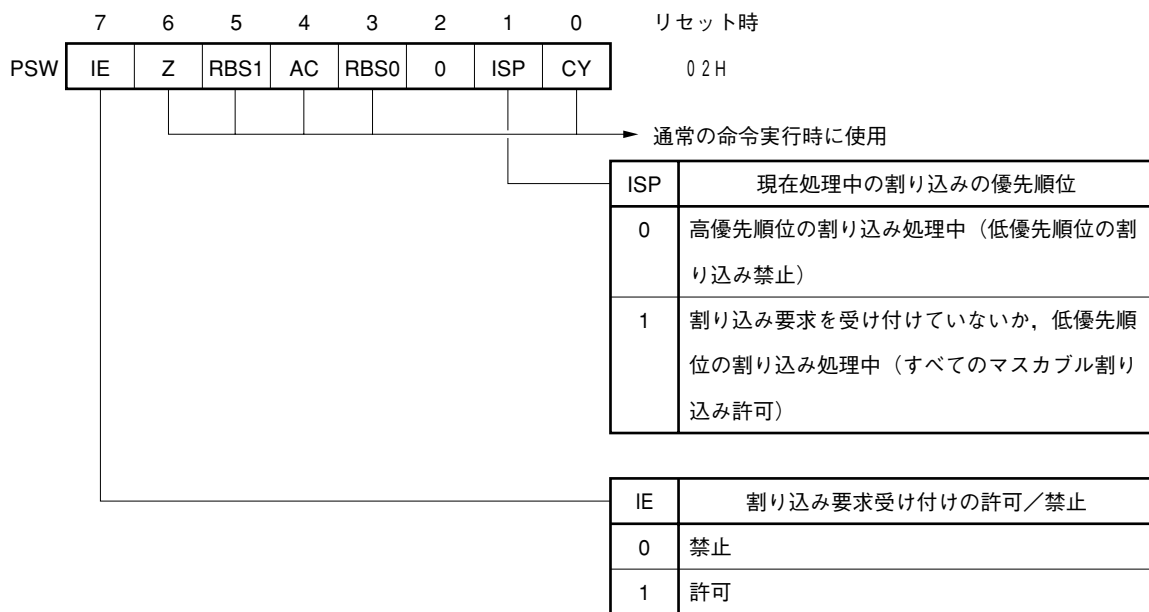 7 6 5 4 3 2 1 0 リセット時
PSW IE Z RBS1 AC RBS0 0 ISP CY 02H
通常の命令実行時に使用
ISP 現在処理中の割り込みの優先順位
0 高優先順位の割り込み処理中（低優先順位の割
り込み禁止）
1 割り込み要求を受け付けていないか，低優先順
位の割り込み処理中（すべてのマスカブル割り
込み許可）
IE 割り込み要求受け付けの許可／禁止
0 禁止
1 許可